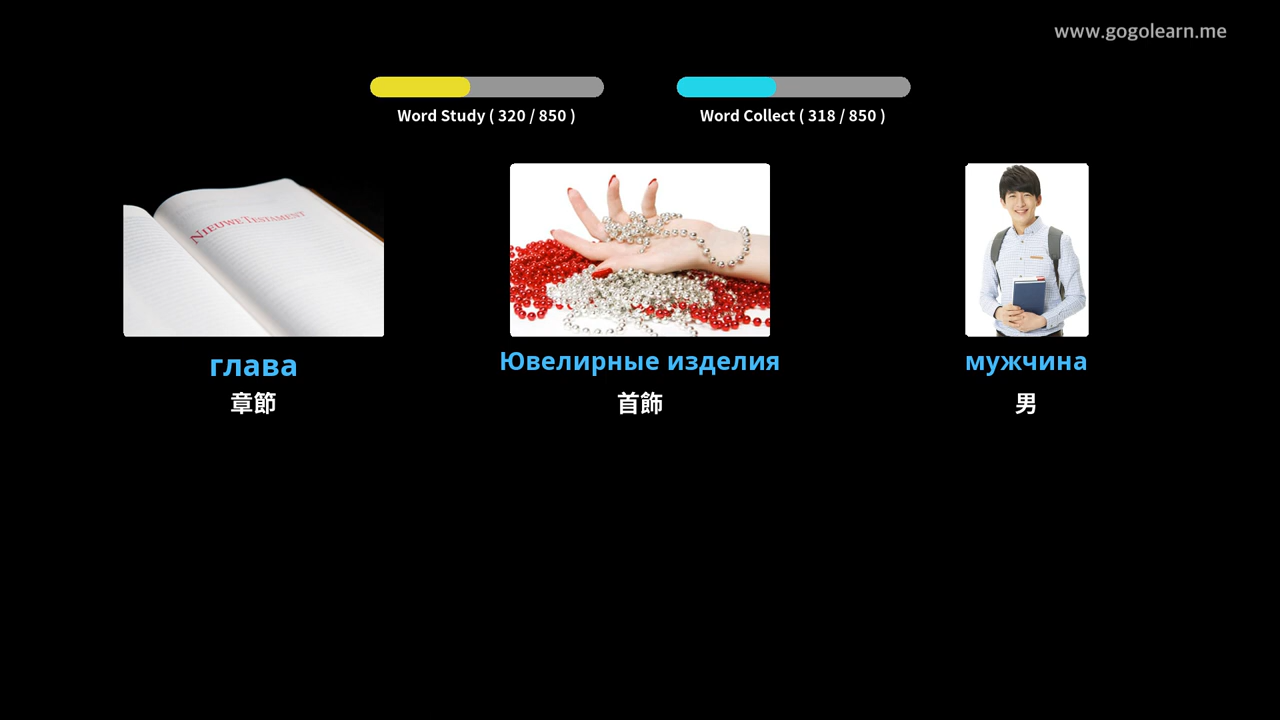 www.gogolearn.me
Word Study ( 320 / 850 )
Word Collect ( 318 / 850 )
NIEUWE TESTAMENT
глава
Ювелирные изделия
мужчина
章節
首飾
男